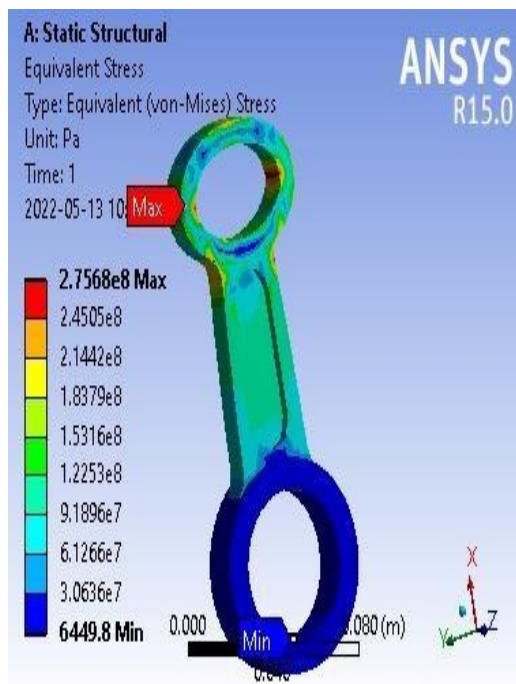 A: Static Structural
Equivalent Stress
Type: Equivalent (von-Mises) Stress
Unit: Pa
Time: 1
2022-05-13 10:
ANSYS
R15.0
Max
2.7568e8 Max
2.4505e8
2.1442e8
1.8379e8
1.5316e8
1.2253e8
9.1896e7
6.1266e7
3.0636e7
6449.8 Min
0.000
.080 (m)
Min
X
Y
Z